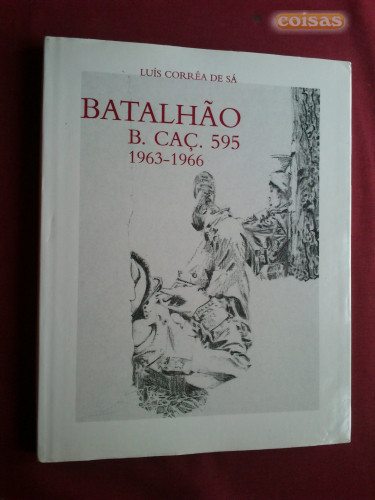 coisas
LUÍS CORRÊA DE SÁ
BATALHÃO
B. CAÇ. 595
1963-1966